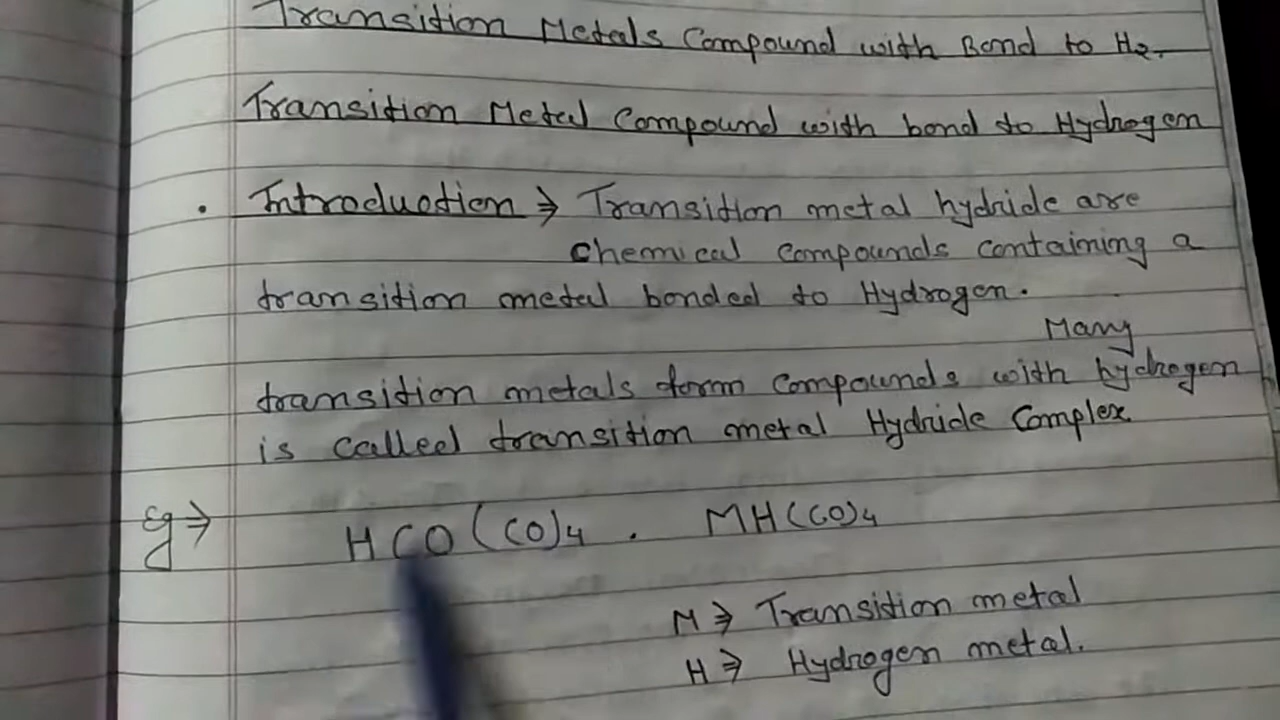 Transition Metals Compound with Bond to H2.
Transition Metal Compound with bond to Hydrogen
. Introduction ⇒ Transition metal hydride are
chemical compounds containing a
transition metal bonded to Hydrogen.
Many
transition metals form compounds with hydrogen
is called transition metal Hydride Complex
eg ⇒ HCO(CO)4 . MH(CO)4
M ⇒ Transition metal
H ⇒ Hydrogen metal.